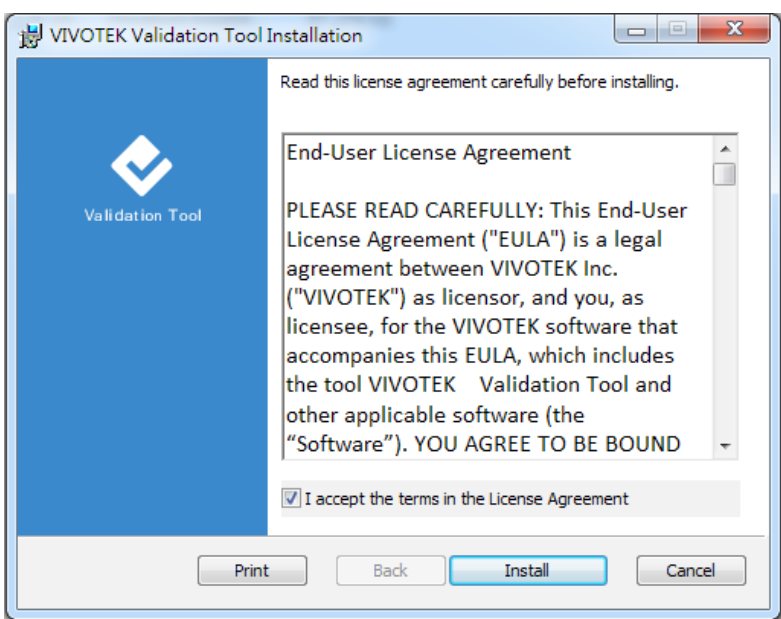 VIVOTEK Validation Tool Installation
Read this license agreement carefully before installing.
Validation Tool
End-User License Agreement
PLEASE READ CAREFULLY: This End-User
License Agreement ("EULA") is a legal
agreement between VIVOTEK Inc.
("VIVOTEK") as licensor, and you, as
licensee, for the VIVOTEK software that
accompanies this EULA, which includes
the tool VIVOTEK    Validation Tool and
other applicable software (the
“Software”). YOU AGREE TO BE BOUND
I accept the terms in the License Agreement
Print
Back
Install
Cancel